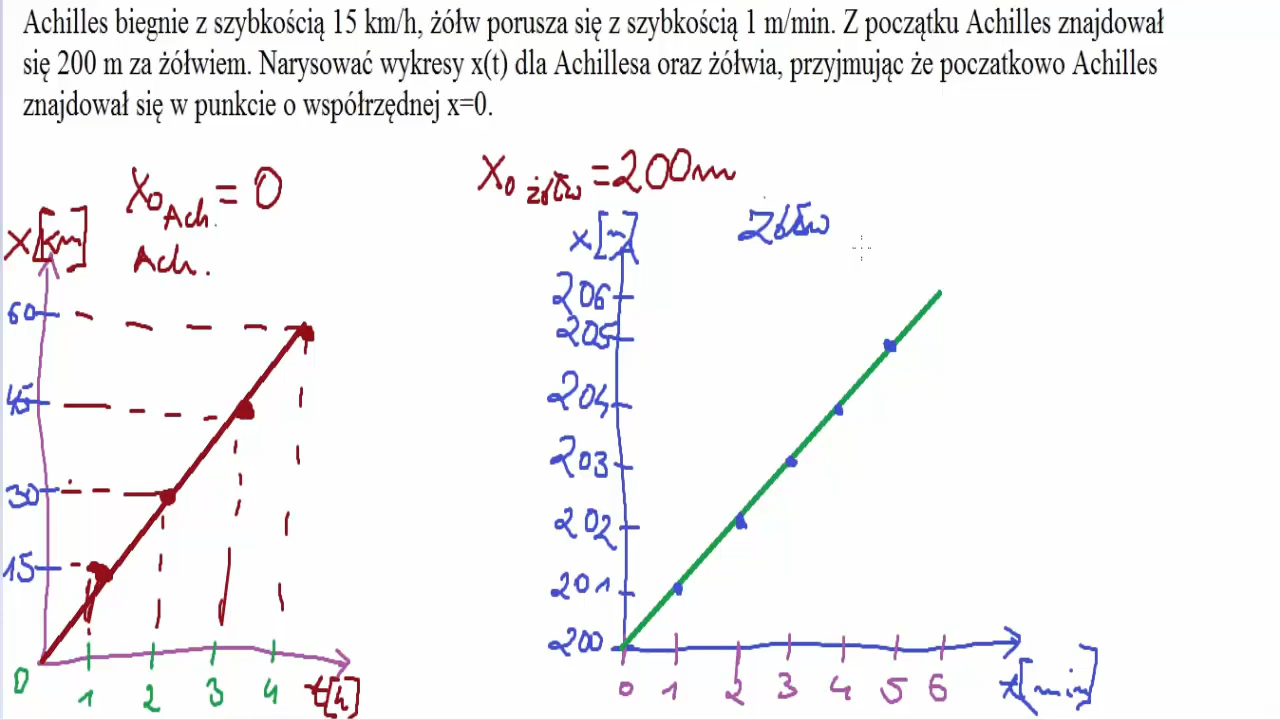 Achilles biegnie z szybkością 15 km/h, żółw porusza się z szybkością 1 m/min. Z początku Achilles znajdował
się 200 m za żółwiem. Narysować wykresy x(t) dla Achillesa oraz żółwia, przyjmując że poczatkowo Achilles
znajdował się w punkcie o współrzędnej x=0.
X0 Ach. = 0
X0 żółw = 200m
X[km]
Ach.
60
45
30
15
0
1 2 3 4 t[h]
x[m]
żółw
206
205
204
203
202
201
200
0 1 2 3 4 5 6 t[min]